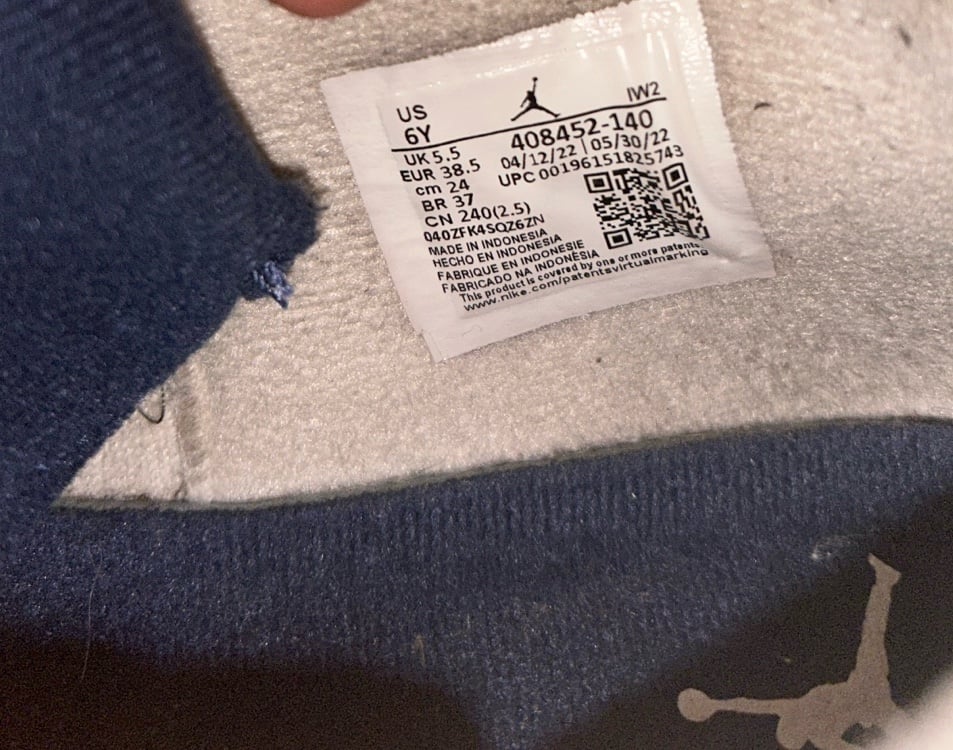 US
6Y
IW2
408452-140
UK 5.5
04/12/22 | 05/30/22
EUR 38.5
UPC 00196151825743
cm 24
BR 37
CN 240(2.5)
040ZFK4SQZ6ZN
MADE IN INDONESIA
HECHO EN INDONESIA
FABRIQUE EN INDONESIE
FABRICADO NA INDONÉSIA
This product is covered by one or more patents
www.nike.com/patentsvirtualmarking